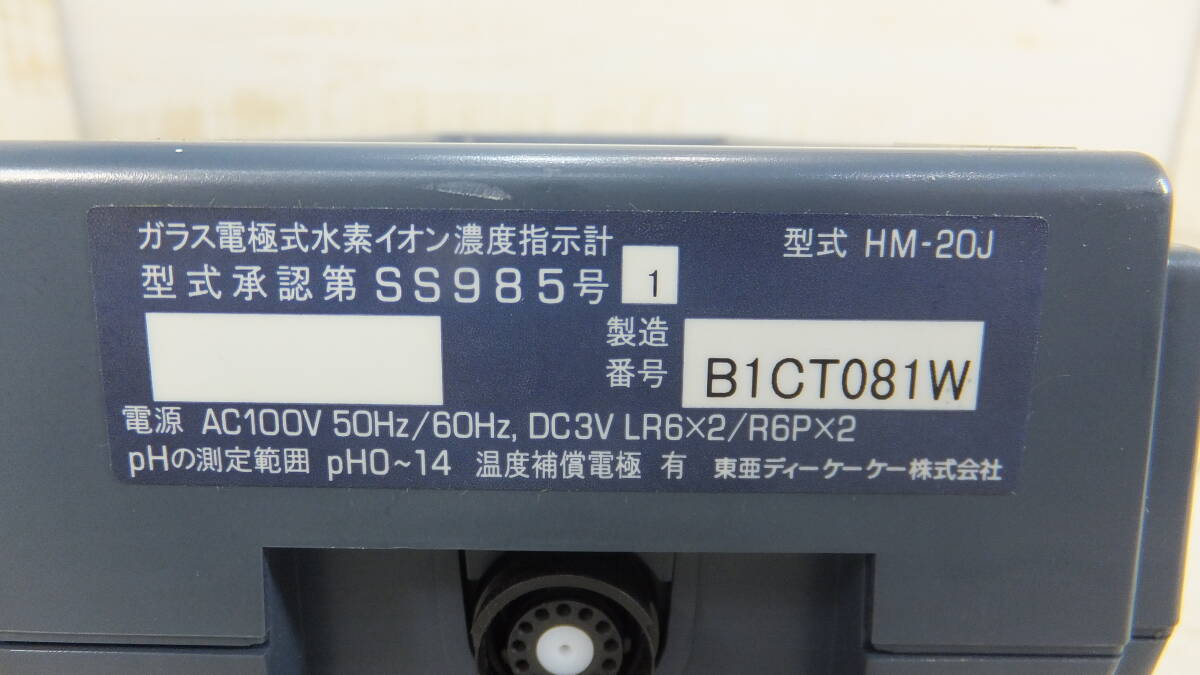 ガラス電極式水素イオン濃度指示計 型式 HM-20J
型式承認第 SS985号 1
製造
番号 B1CT081W
電源 AC100V 50Hz/60Hz, DC3V LR6×2/R6P×2
pHの測定範囲 pH0~14 温度補償電極 有 東亜ディーケーケー株式会社